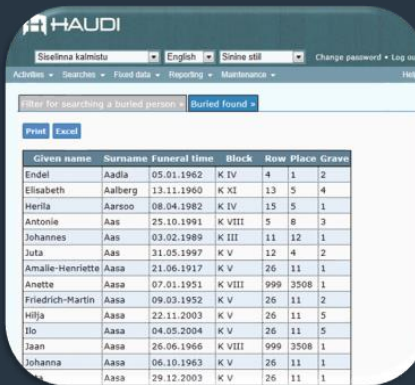 HAUDI
Siselinna kalmistu English Sinine stiil Change password • Log
Activities Searches Fixed data Reporting Maintenance
Filter for searching a buried person » Buried found »
Print Excel
Given name Surname Funeral time Block Row Place Grave
Endel Aadla 05.01.1962 K IV 4 1 2
Elisabeth Aalberg 13.11.1960 K XI 13 5 4
Herila Aarsoo 08.04.1982 K IV 15 5 1
Antonie Aas 25.10.1991 K VIII 5 8 3
Johannes Aas 03.02.1989 K III 11 12 1
Juta Aas 31.05.1997 K V 12 4 2
Amalie-Henriette Aasa 21.06.1917 K V 26 11 1
Anette Aasa 07.01.1951 K VIII 999 3508 1
Friedrich-Martin Aasa 09.03.1952 K V 26 11 2
Hilja Aasa 22.11.2003 K V 26 11 5
Ilo Aasa 04.05.2004 K V 26 11 5
Jaan Aasa 26.06.1966 K VIII 999 3508 1
Johanna Aasa 06.10.1963 K V 26 11 1
Aasa 29.12.2003 K V 26 11 1